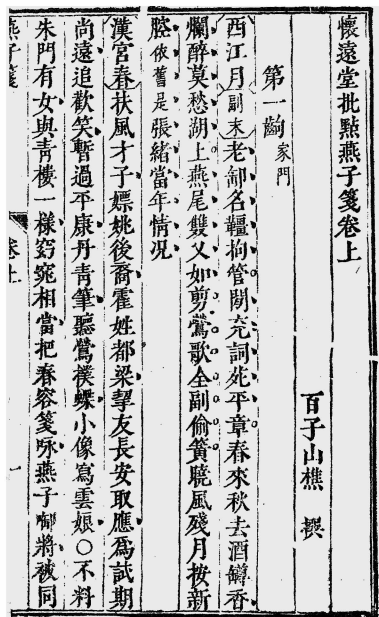 懷遠堂批點燕子箋卷上
百子山樵 撰
第一齣 家門
西江月 副末 老卸名韁拘管閒充詞苑平章春來秋去酒罇香
爛醉莫愁湖上燕尾雙叉如剪鶯歌全副偷簧曉風殘月按新
腔依舊是張緒當年情况
漢宮春扶風才子嫖姚後裔霍姓都梁挈友長安取應爲試期
尚遠追歡笑暫過平康丹青筆聽鶯撲蝶小像寫雲娘○不料
朱門有女與青樓一樣窈窕相當把春容箋咏燕子啣將被同
燕子箋 卷上 一